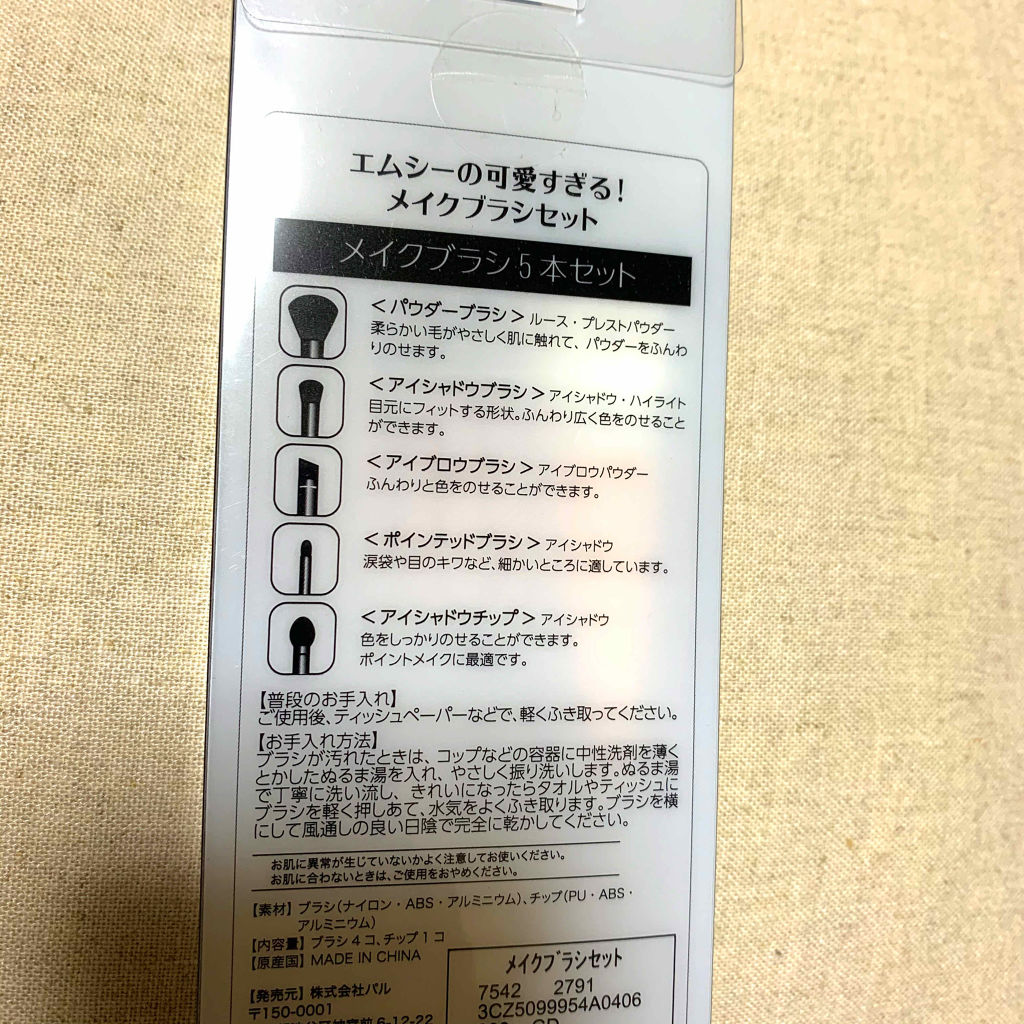 エムシーの可愛すぎる!
メイクブラシセット
メイクブラシ5本セット
<パウダーブラシ> ルース・プレストパウダー
柔らかい毛がやさしく肌に触れて、パウダーをふんわ
りのせます。
<アイシャドウブラシ> アイシャドウ・ハイライト
目元にフィットする形状。ふんわり広く色をのせること
ができます。
<アイブロウブラシ> アイブロウパウダー
ふんわりと色をのせることができます。
<ポインテッドブラシ> アイシャドウ
涙袋や目のキワなど、細かいところに適しています。
<アイシャドウチップ> アイシャドウ
色をしっかりのせることができます。
ポイントメイクに最適です。
【普段のお手入れ】
ご使用後、ティッシュペーパーなどで、軽くふき取ってください。
【お手入れ方法】
ブラシが汚れたときは、コップなどの容器に中性洗剤を薄く
とかしたぬるま湯を入れ、やさしく振り洗いします。ぬるま湯
で丁寧に洗い流し、きれいになったらタオルやティッシュに
ブラシを軽く押しあて、水気をよくふき取ります。ブラシを横
にして風通しの良い日陰で完全に乾かしてください。
お肌に異常が生じていないかよく注意してお使いください。
お肌に合わないときは、ご使用をおやめください。
【素材】ブラシ(ナイロン・ABS・アルミニウム)、チップ(PU・ABS・
アルミニウム)
【内容量】ブラシ4コ、チップ1コ
【原産国】MADE IN CHINA
【発売元】株式会社パル
〒150-0001
6-12-22
メイクブラシセット
7542 2791
3CZ5099954A0406